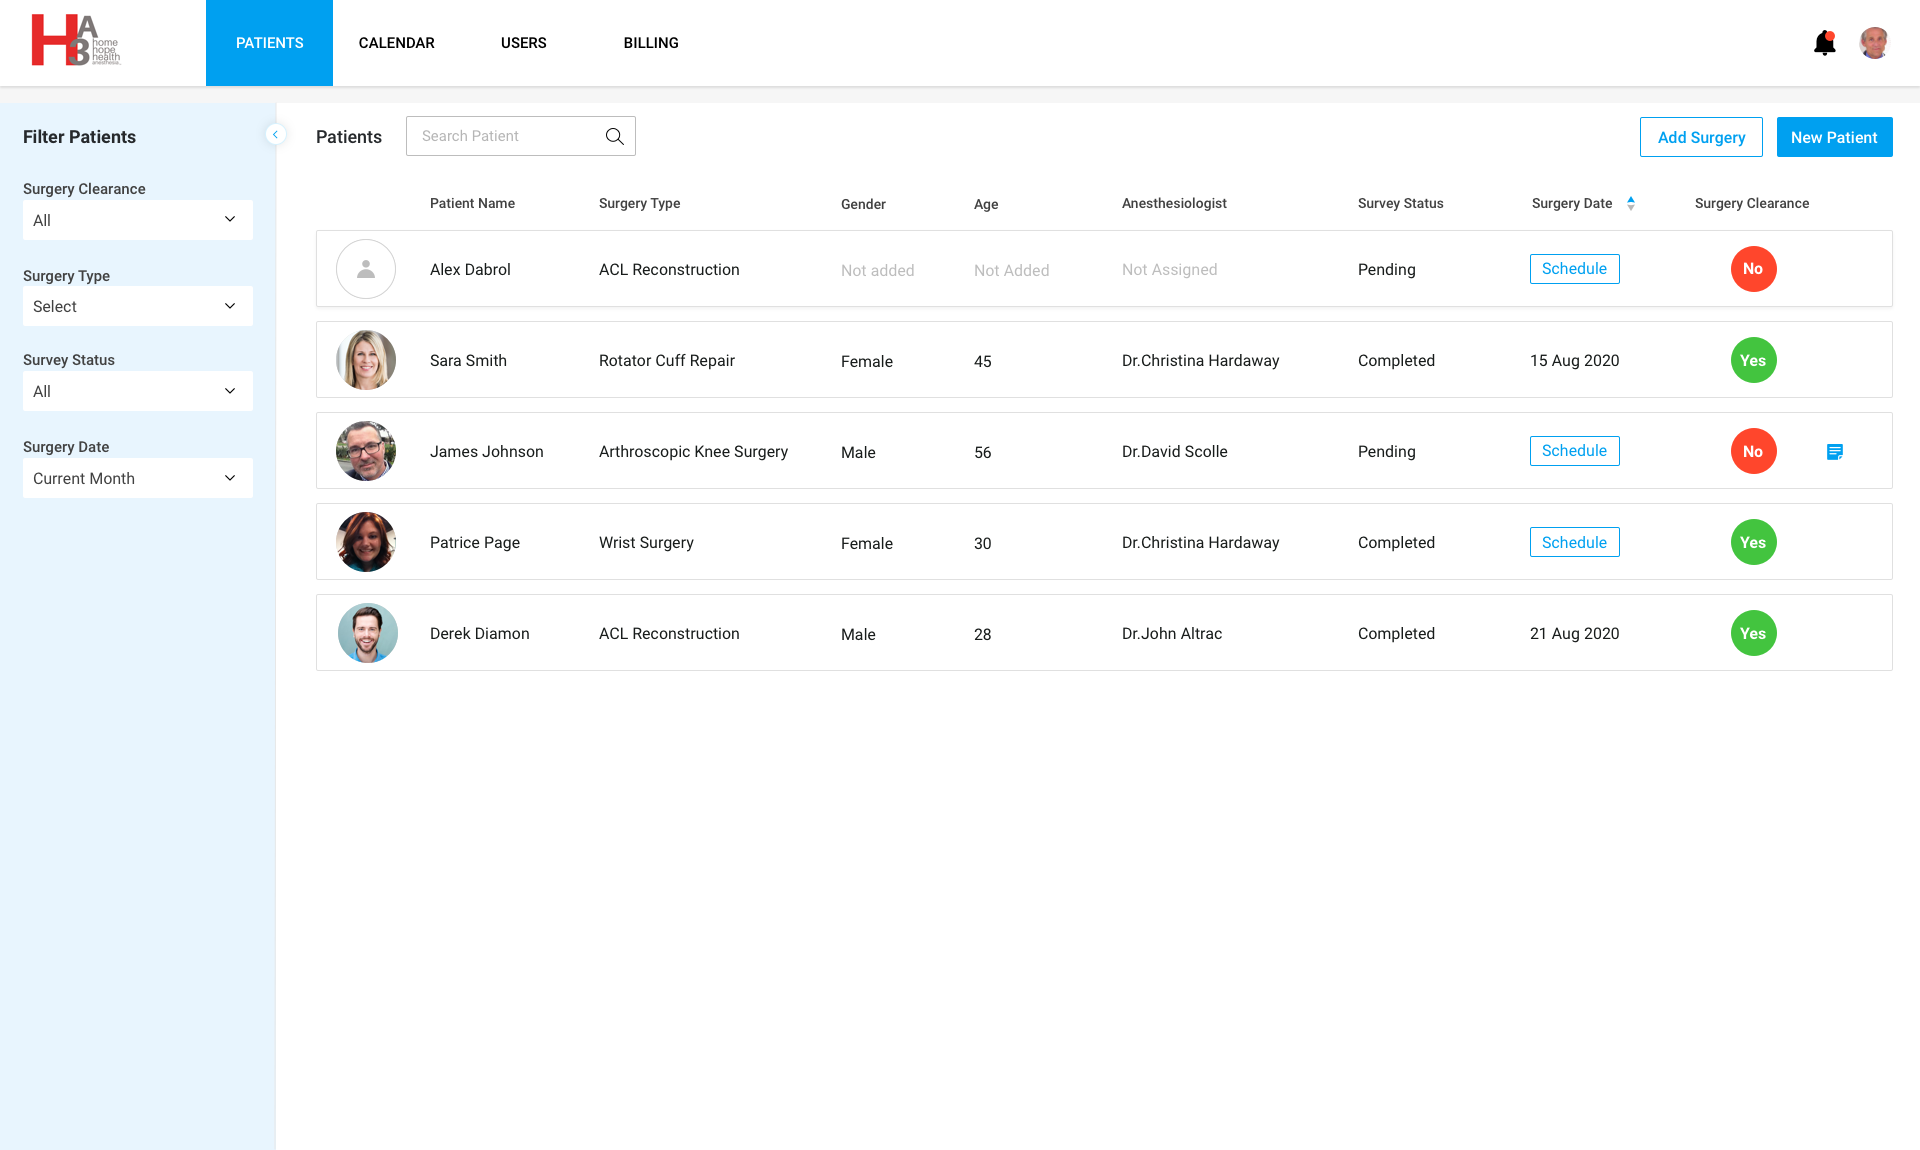 HA3
home
hope
health
anesthesia
PATIENTS
CALENDAR
USERS
BILLING
Filter Patients
Surgery Clearance
All
Surgery Type
Select
Survey Status
All
Surgery Date
Current Month
Patients
Search Patient
Add Surgery
New Patient
Patient Name Surgery Type Gender Age Anesthesiologist Survey Status Surgery Date Surgery Clearance
Alex Dabrol ACL Reconstruction Not added Not Added Not Assigned Pending Schedule No
Sara Smith Rotator Cuff Repair Female 45 Dr.Christina Hardaway Completed 15 Aug 2020 Yes
James Johnson Arthroscopic Knee Surgery Male 56 Dr.David Scolle Pending Schedule No
Patrice Page Wrist Surgery Female 30 Dr.Christina Hardaway Completed Schedule Yes
Derek Diamon ACL Reconstruction Male 28 Dr.John Altrac Completed 21 Aug 2020 Yes